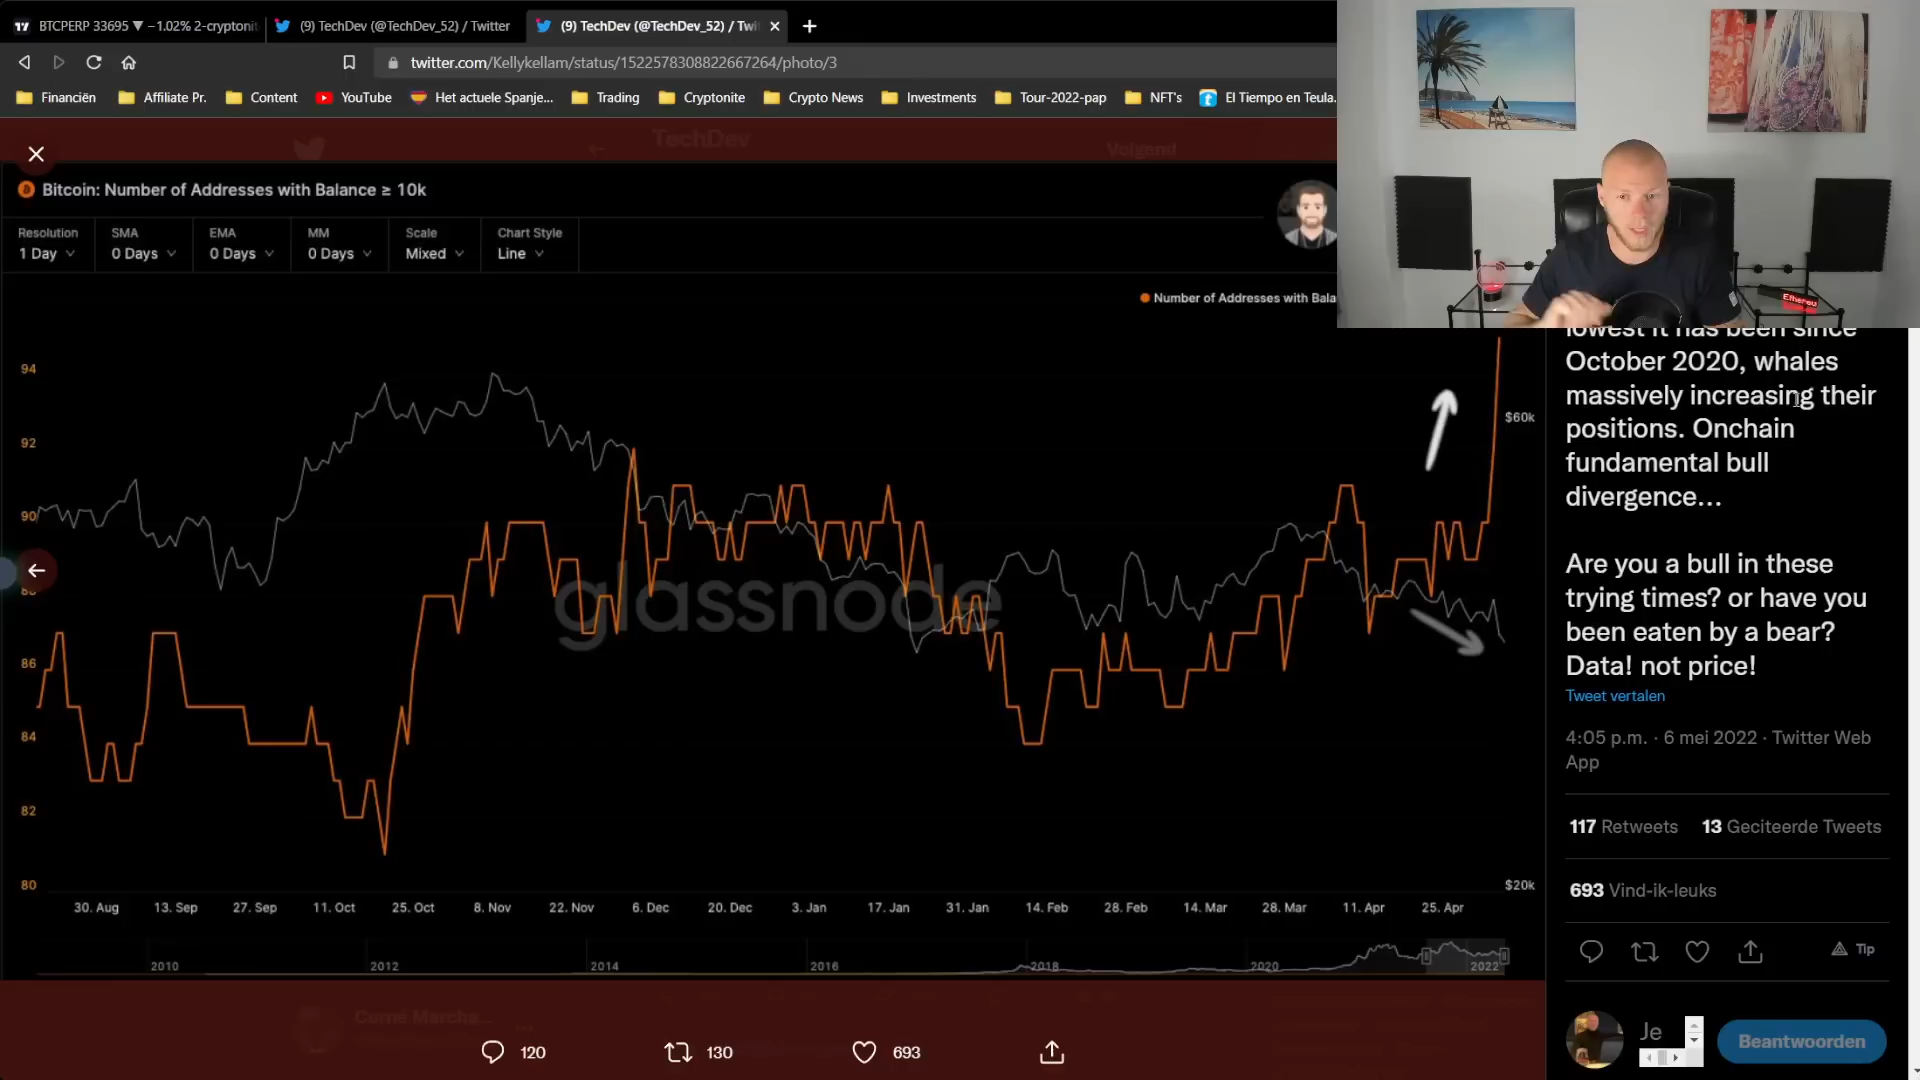 BTCPERP 33695 ▼ −1.02% 2-cryptonit
(9) TechDev (@TechDev_52) / Twitter
(9) TechDev (@TechDev_52) / Twi
twitter.com/Kellykellam/status/1522578308822667264/photo/3
Financiën
Affiliate Pr.
Content
YouTube
Het actuele Spanje...
Trading
Cryptonite
Crypto News
Investments
Tour-2022-pap
NFT's
El Tiempo en Teula.
TechDev
Volgend
Bitcoin: Number of Addresses with Balance ≥ 10k
Resolution
1 Day
SMA
0 Days
EMA
0 Days
MM
0 Days
Scale
Mixed
Chart Style
Line
Number of Addresses with Bala
94
92
90
86
84
82
80
$60k
$20k
glassnode
30. Aug
13. Sep
27. Sep
11. Oct
25. Oct
8. Nov
22. Nov
6. Dec
20. Dec
3. Jan
17. Jan
31. Jan
14. Feb
28. Feb
14. Mar
28. Mar
11. Apr
25. Apr
2010
2012
2014
2016
2018
2020
2022
120
130
693
lowest it has been since
October 2020, whales
massively increasing their
positions. Onchain
fundamental bull
divergence...
Are you a bull in these
trying times? or have you
been eaten by a bear?
Data! not price!
Tweet vertalen
4:05 p.m. · 6 mei 2022 · Twitter Web
App
117 Retweets
13 Geciteerde Tweets
693 Vind-ik-leuks
Tip
Je
Beantwoorden